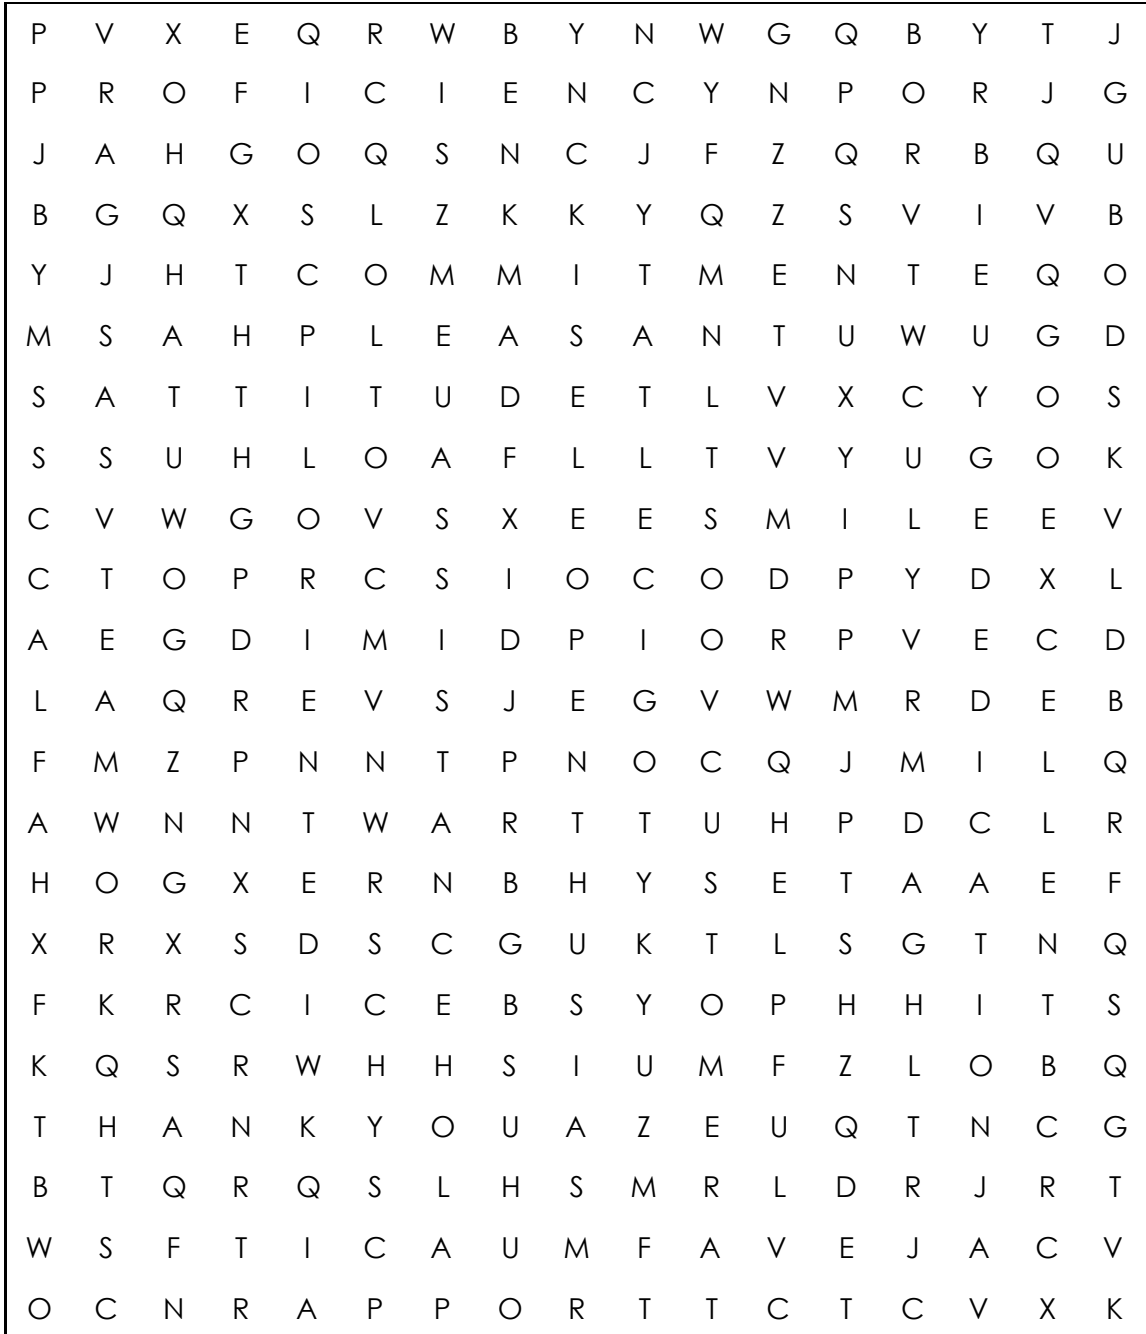 P V X E Q R W B Y N W G Q B Y T J
P R O F I C I E N C Y N P O R J G
J A H G O Q S N C J F Z Q R B Q U
B G Q X S L Z K K Y Q Z S V I V B
Y J H T C O M M I T M E N T E Q O
M S A H P L E A S A N T U W U G D
S A T T I T U D E T L V X C Y O S
S S U H L O A F L L T V Y U G O K
C V W G O V S X E E S M I L E E V
C T O P R C S I O C O D P Y D X L
A E G D I M I D P I O R P V E C D
L A Q R E V S J E G V W M R D E B
F M Z P N N T P N O C Q J M I L Q
A W N N T W A R T T U H P D C L R
H O G X E R N B H Y S E T A A E F
X R X S D S C G U K T L S G T N Q
F K R C I C E B S Y O P H H I T S
K Q S R W H H S I U M F Z L O B Q
T H A N K Y O U A Z E U Q T N C G
B T Q R Q S L H S M R L D R J R T
W S F T I C A U M F A V E J A C V
O C N R A P P O R T T C T C V X K